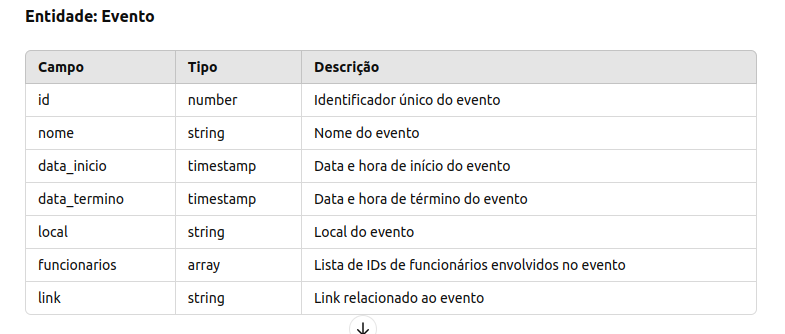 Entidade: Evento
Campo Tipo Descrição
id number Identificador único do evento
nome string Nome do evento
data_inicio timestamp Data e hora de início do evento
data_termino timestamp Data e hora de término do evento
local string Local do evento
funcionarios array Lista de IDs de funcionários envolvidos no evento
link string Link relacionado ao evento